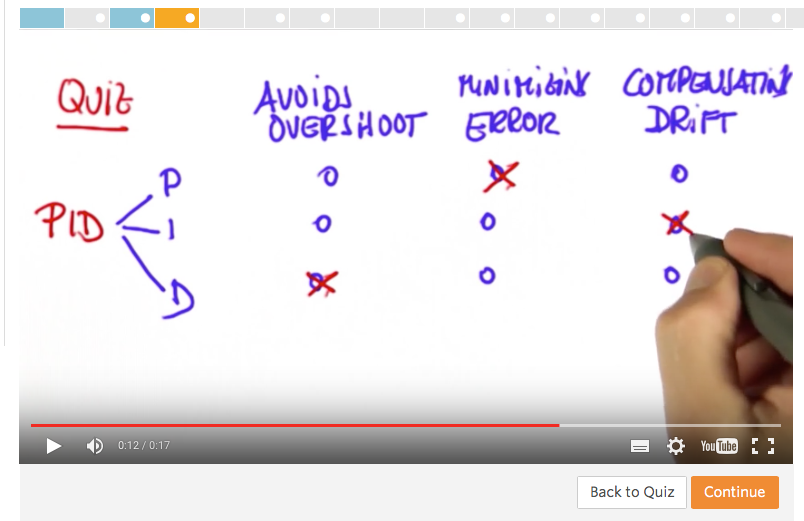 QUIZ
AVOIDS
OVERSHOOT
MINIMIZING
ERROR
COMPENSATING
DRIFT
PID
P
I
D
0:12 / 0:17
YouTube
Back to Quiz
Continue